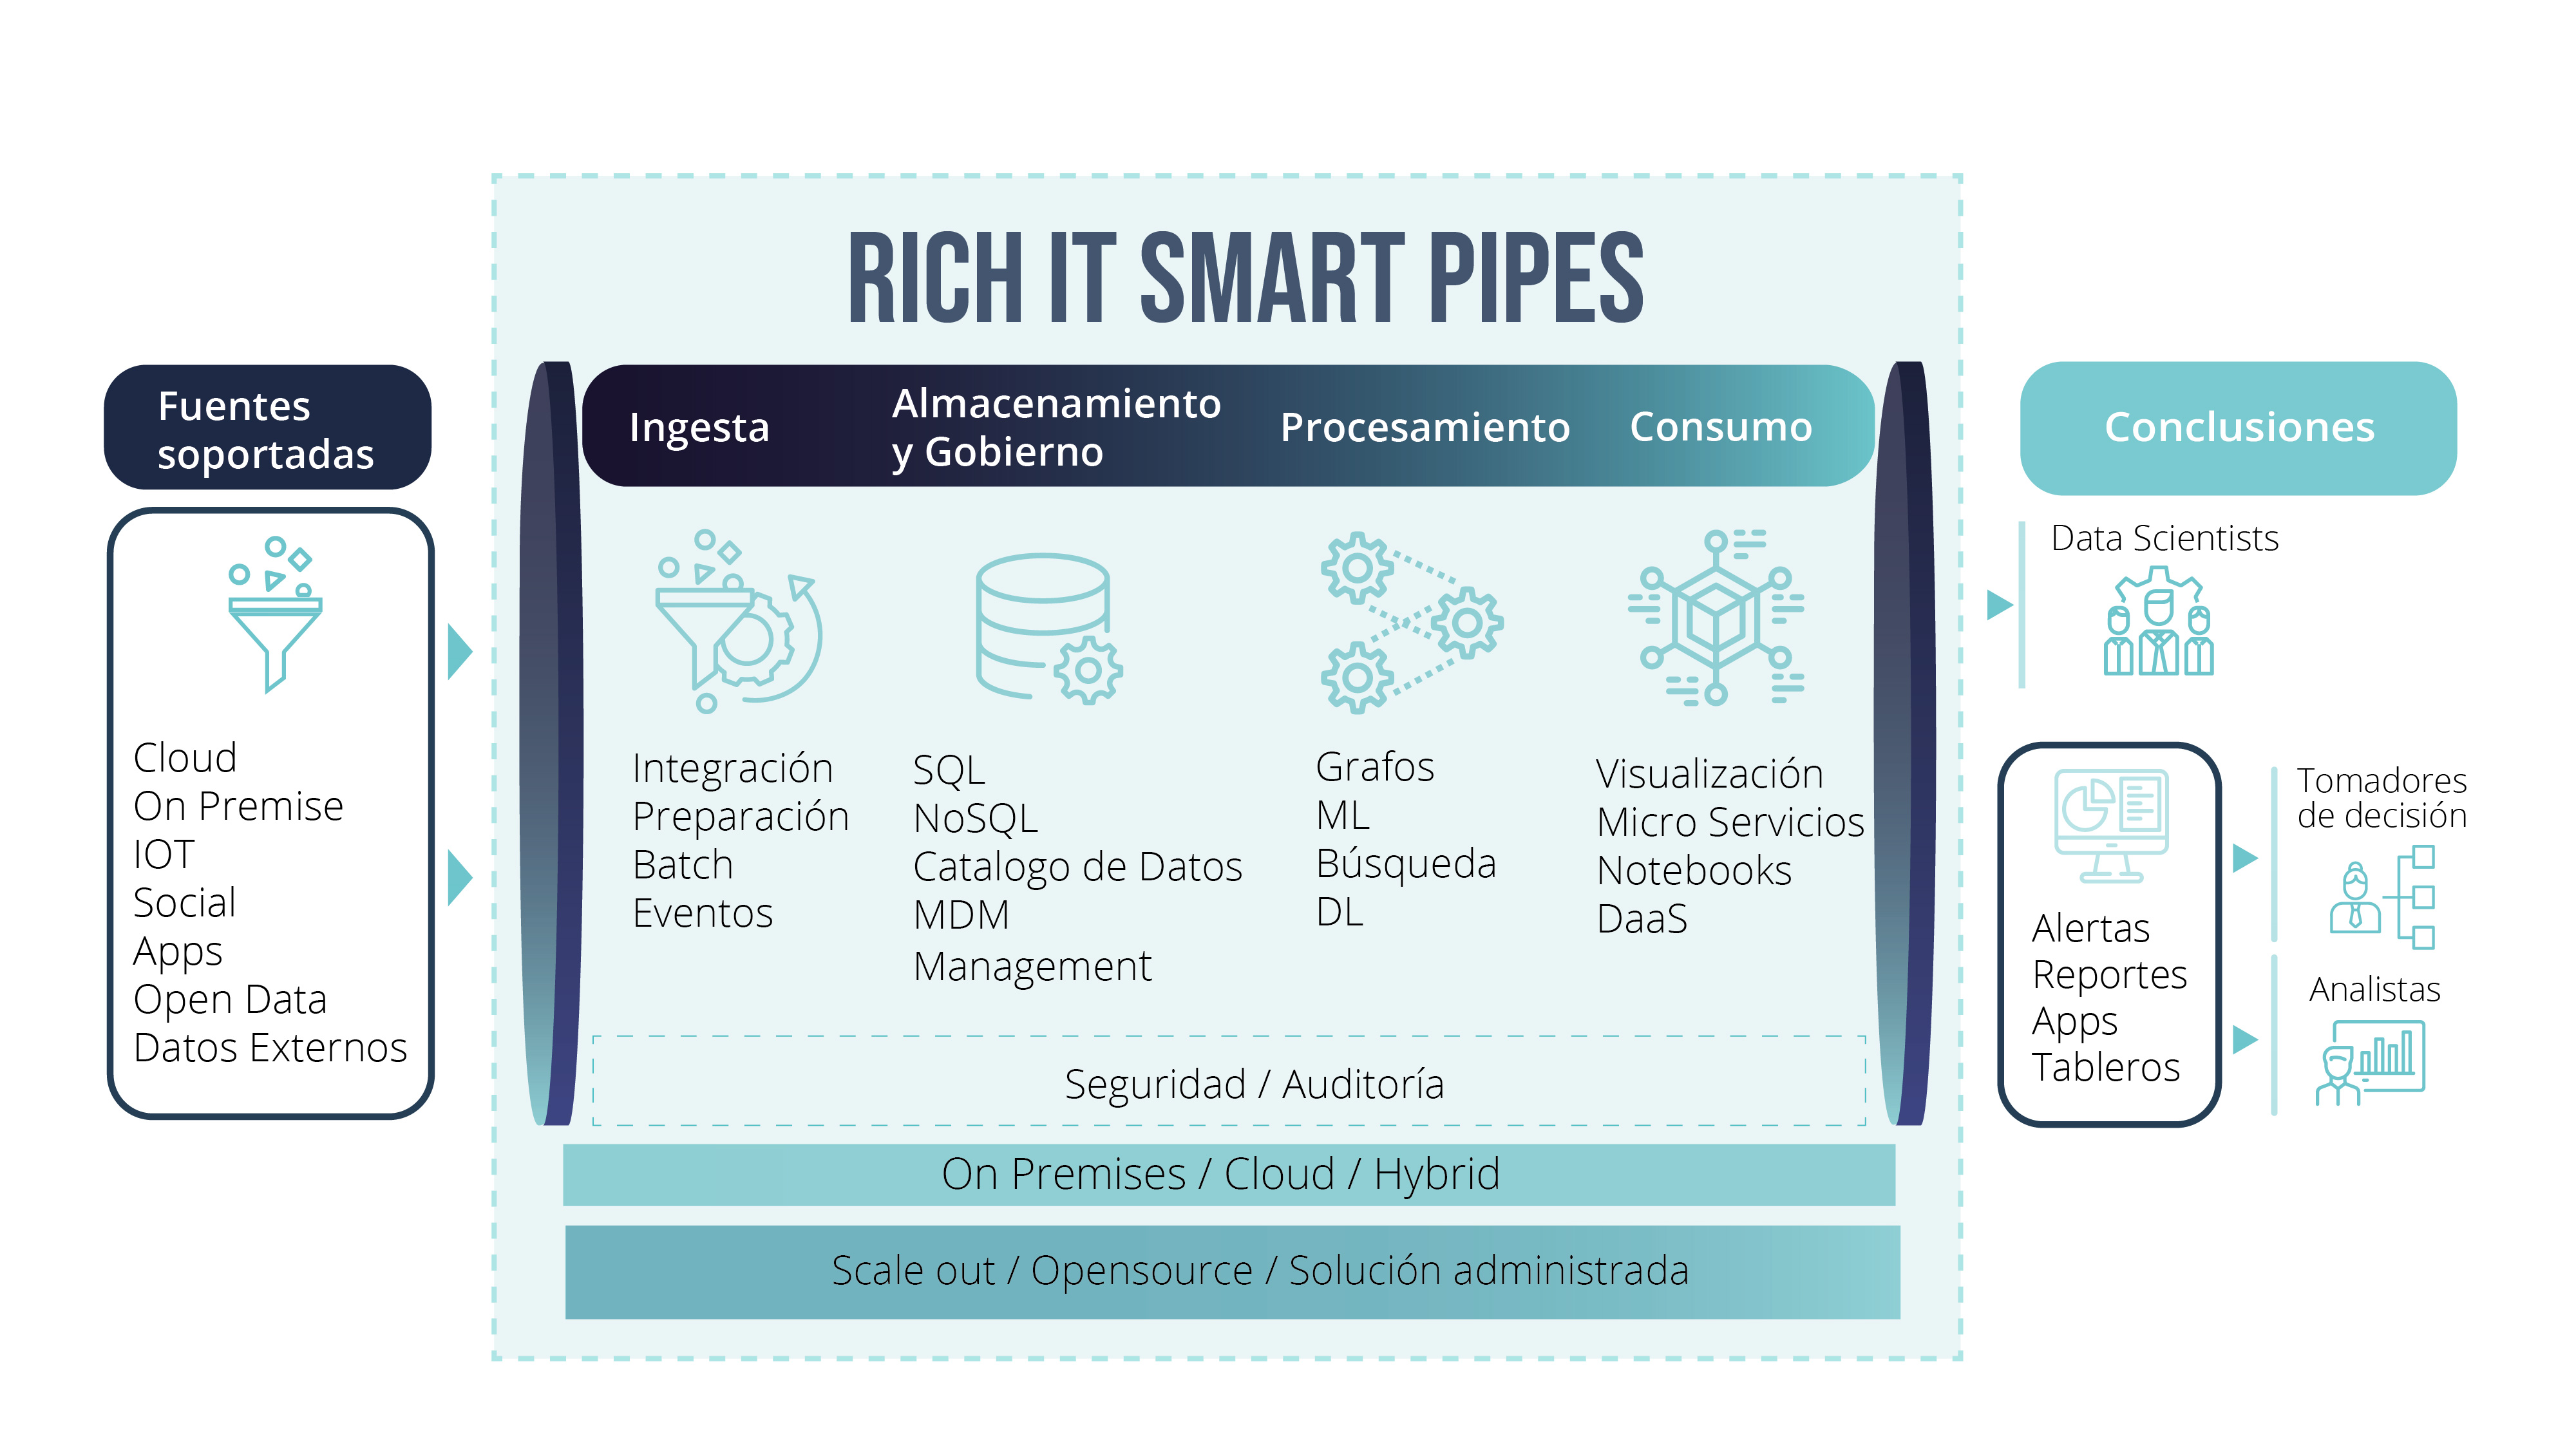 RICH IT SMART PIPES
Fuentes
soportadas
Cloud
On Premise
IOT
Social
Apps
Open Data
Datos Externos
Ingesta
Integración
Preparación
Batch
Eventos
Almacenamiento
y Gobierno
SQL
NoSQL
Catalogo de Datos
MDM
Management
Procesamiento
Grafos
ML
Búsqueda
DL
Consumo
Visualización
Micro Servicios
Notebooks
DaaS
Seguridad / Auditoría
On Premises / Cloud / Hybrid
Scale out / Opensource / Solución administrada
Conclusiones
Data Scientists
Alertas
Reportes
Apps
Tableros
Tomadores
de decisión
Analistas